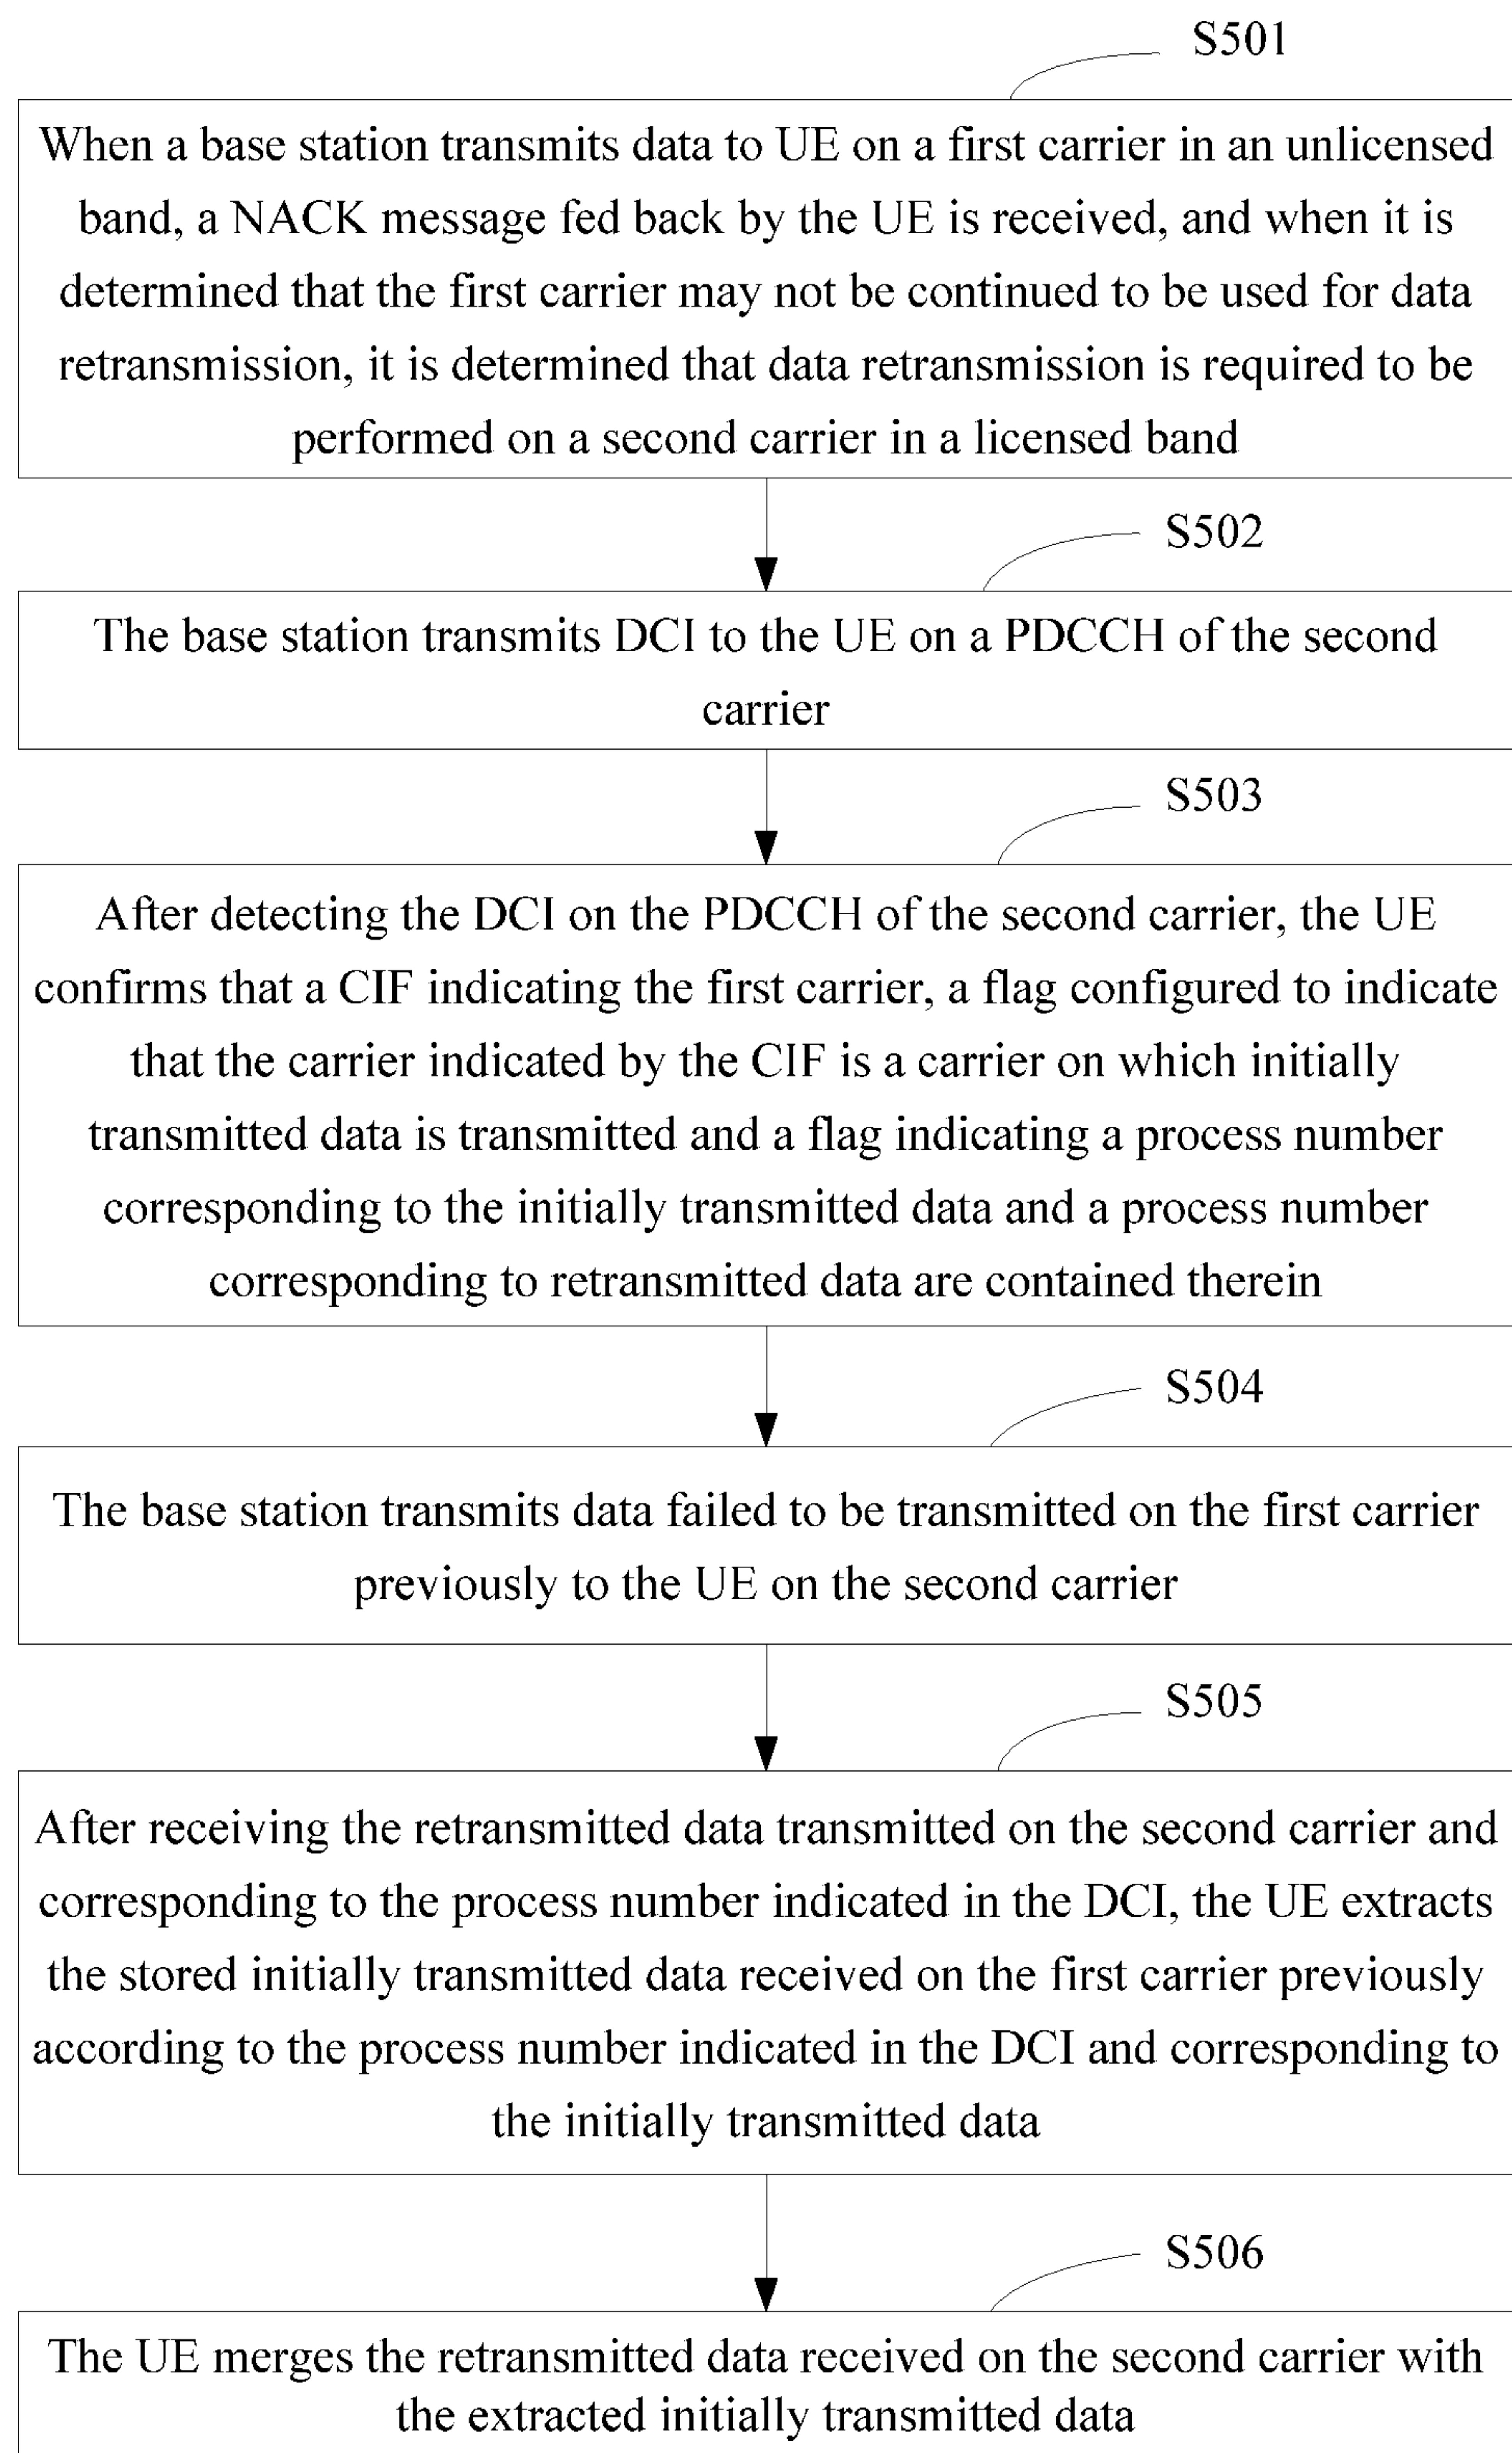 S501
When a base station transmits data to UE on a first carrier in an unlicensed
band, a NACK message fed back by the UE is received, and when it is
determined that the first carrier may not be continued to be used for data
retransmission, it is determined that data retransmission is required to be
performed on a second carrier in a licensed band
S502
The base station transmits DCI to the UE on a PDCCH of the second
carrier
S503
After detecting the DCI on the PDCCH of the second carrier, the UE
confirms that a CIF indicating the first carrier, a flag configured to indicate
that the carrier indicated by the CIF is a carrier on which initially
transmitted data is transmitted and a flag indicating a process number
corresponding to the initially transmitted data and a process number
corresponding to retransmitted data are contained therein
S504
The base station transmits data failed to be transmitted on the first carrier
previously to the UE on the second carrier
S505
After receiving the retransmitted data transmitted on the second carrier and
corresponding to the process number indicated in the DCI, the UE extracts
the stored initially transmitted data received on the first carrier previously
according to the process number indicated in the DCI and corresponding to
the initially transmitted data
S506
The UE merges the retransmitted data received on the second carrier with
the extracted initially transmitted data